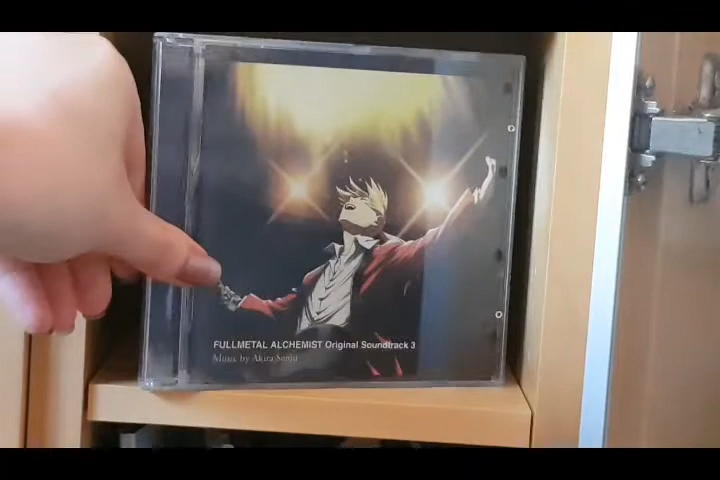 FULLMETAL ALCHEMIST Original Soundtrack 3
Music by Akira Senju